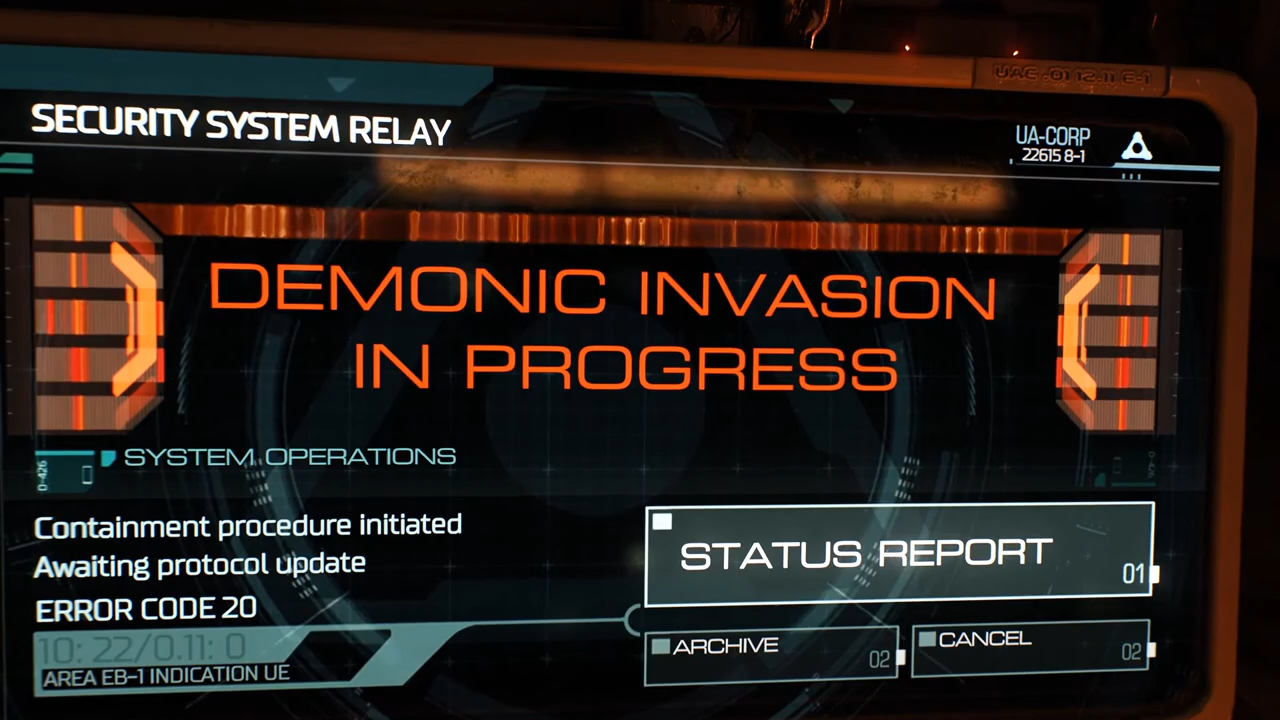 UAC .01 12.11 E-1
SECURITY SYSTEM RELAY
UA-CORP
22615 8-1
DEMONIC INVASION
IN PROGRESS
D-426
SYSTEM OPERATIONS
Containment procedure initiated
Awaiting protocol update
ERROR CODE 20
10: 22/0.11: 0
AREA EB-1 INDICATION UE
STATUS REPORT
01
ARCHIVE
02
CANCEL
02